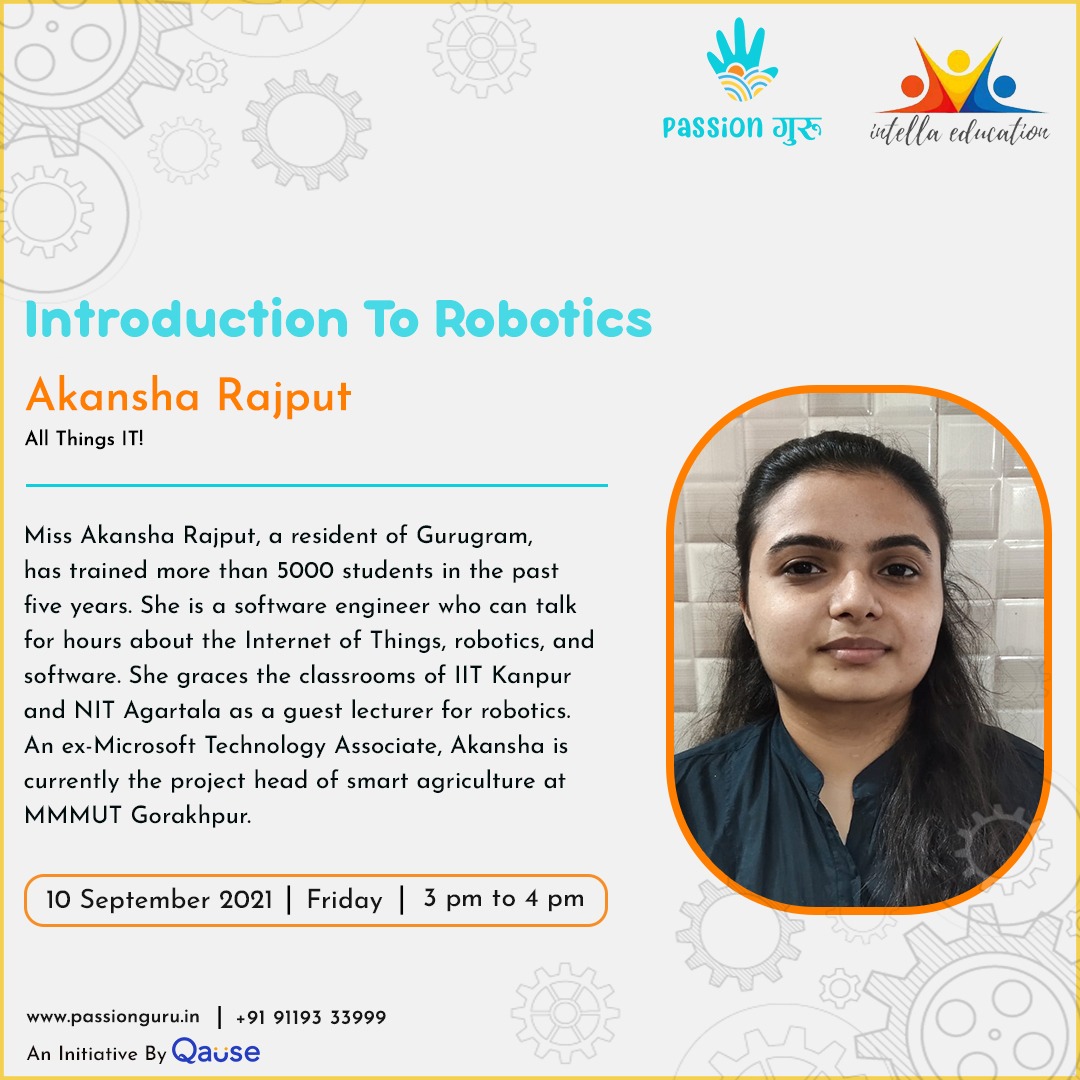 Passion गुरू
intella education
Introduction To Robotics
Akansha Rajput
All Things IT!
Miss Akansha Rajput, a resident of Gurugram,
has trained more than 5000 students in the past
five years. She is a software engineer who can talk
for hours about the Internet of Things, robotics, and
software. She graces the classrooms of IIT Kanpur
and NIT Agartala as a guest lecturer for robotics.
An ex-Microsoft Technology Associate, Akansha is
currently the project head of smart agriculture at
MMMUT Gorakhpur.
10 September 2021 | Friday | 3 pm to 4 pm
www.passionguru.in | +91 91193 33999
An Initiative By Qause